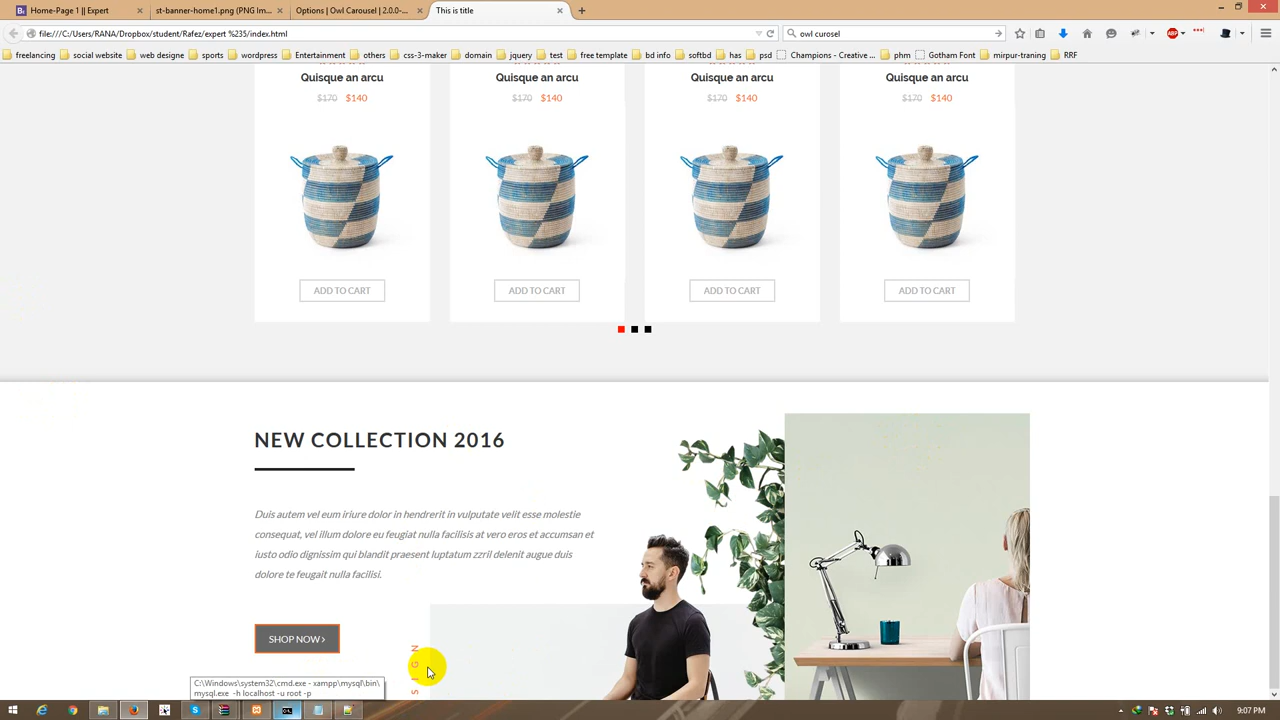 Home-Page 1 || Expert
st-banner-home1.png (PNG Im...
Options | Owl Carousel | 2.0.0-...
This is title
file:///C:/Users/RANA/Dropbox/student/Rafez/expert %235/index.html
owl curosel
freelancing
social website
web designe
sports
wordpress
Entertainment
others
css-3-maker
domain
jquery
test
free template
bd info
softbd
Champions - Creative ...
has
psd
phm
Gotham Font
mirpur-traning
RRF
Quisque an arcu
Quisque an arcu
Quisque an arcu
Quisque an arcu
$170 $140
$170 $140
$170 $140
$170 $140
ADD TO CART
ADD TO CART
ADD TO CART
ADD TO CART
NEW COLLECTION 2016
Duis autem vel eum iriure dolor in hendrerit in vulputate velit esse molestie
consequat, vel illum dolore eu feugiat nulla facilisis at vero eros et accumsan et
iusto odio dignissim qui blandit praesent luptatum zzril delenit augue duis
dolore te feugait nulla facilisi.
SHOP NOW >
S I G N
C:\Windows\system32\cmd.exe - xampp\mysql\bin\
mysql.exe -h localhost -u root -p
9:07 PM